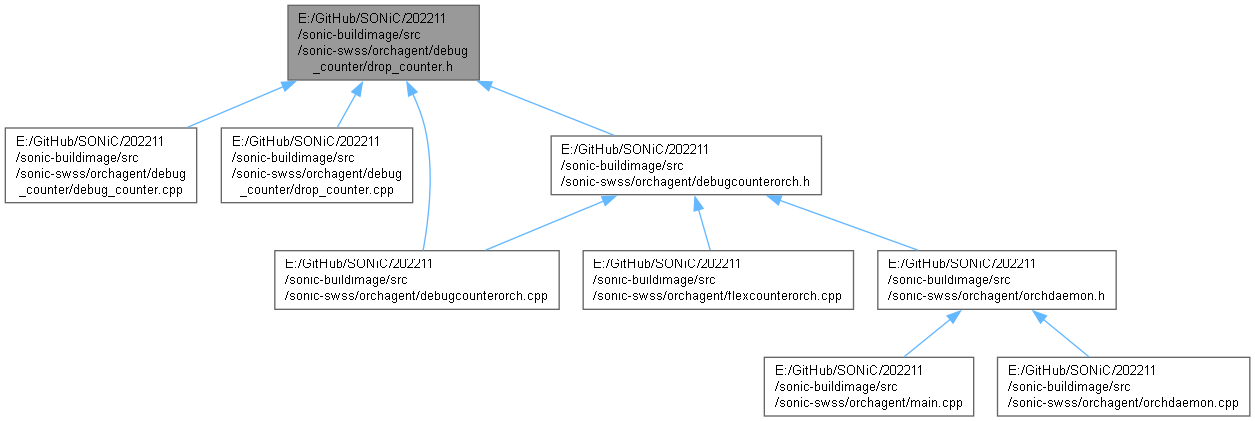 E:/GitHub/SONiC/202211
/sonic-buildimage/src
/sonic-swss/orchagent/debug
_counter/drop_counter.h
E:/GitHub/SONiC/202211
/sonic-buildimage/src
/sonic-swss/orchagent/debug
_counter/debug_counter.cpp
E:/GitHub/SONiC/202211
/sonic-buildimage/src
/sonic-swss/orchagent/debug
_counter/drop_counter.cpp
E:/GitHub/SONiC/202211
/sonic-buildimage/src
/sonic-swss/orchagent/debugcounterorch.h
E:/GitHub/SONiC/202211
/sonic-buildimage/src
/sonic-swss/orchagent/debugcounterorch.cpp
E:/GitHub/SONiC/202211
/sonic-buildimage/src
/sonic-swss/orchagent/flexcounterorch.cpp
E:/GitHub/SONiC/202211
/sonic-buildimage/src
/sonic-swss/orchagent/orchdaemon.h
E:/GitHub/SONiC/202211
/sonic-buildimage/src
/sonic-swss/orchagent/main.cpp
E:/GitHub/SONiC/202211
/sonic-buildimage/src
/sonic-swss/orchagent/orchdaemon.cpp